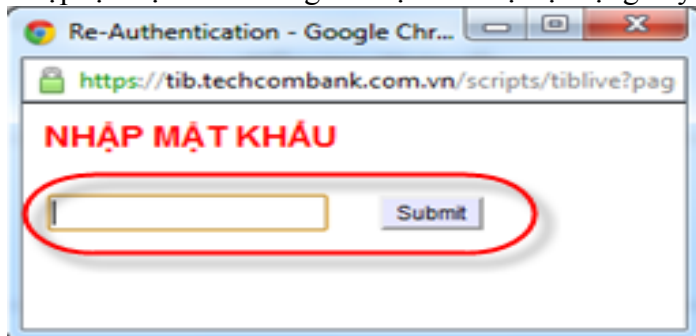 Re-Authentication - Google Chr...
https://tib.techcombank.com.vn/scripts/tiblive?pag
NHẬP MẬT KHẨU
Submit